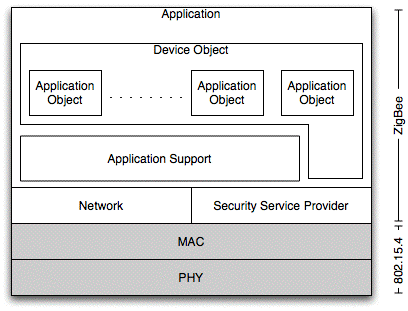 Application
Device Object
Application
Object
. . . . . . . .
Application
Object
Application
Object
Application Support
Network
Security Service Provider
MAC
PHY
ZigBee
802.15.4